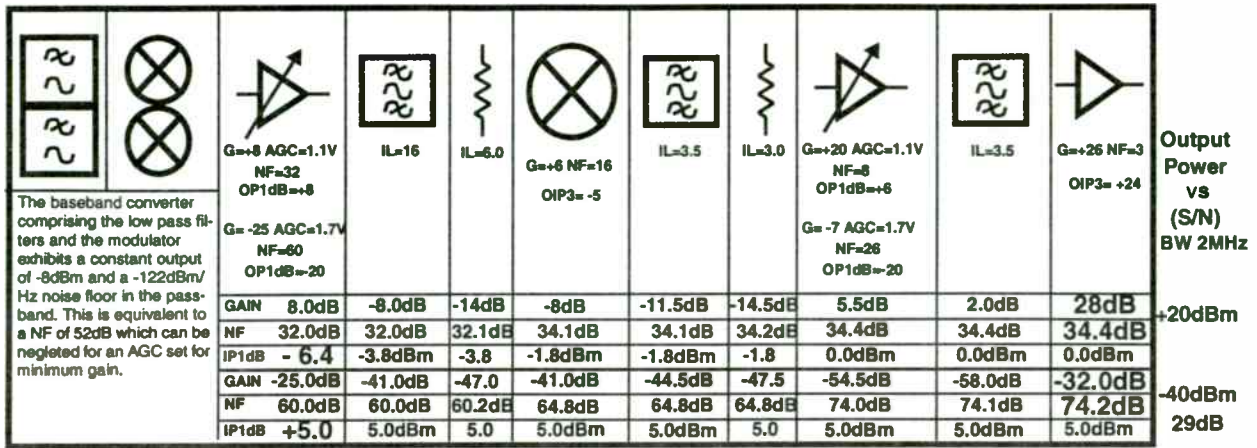 G=+8 AGC=1.1V
NF=32
OP1dB=+8
G= -25 AGC=1.7V
NF=60
OP1dB=-20
IL=16
IL=6.0
G=+6 NF=16
OIP3= -5
IL=3.5
IL=3.0
G=+20 AGC=1.1V
NF=8
OP1dB=+6
G= -7 AGC=1.7V
NF=26
OP1dB=-20
IL=3.5
G=+26 NF=3
OIP3= +24
Output
Power
vs
(S/N)
BW 2MHz
The baseband converter
comprising the low pass fil-
ters and the modulator
exhibits a constant output
of -8dBm and a -122dBm/
Hz noise floor in the pass-
band. This is equivalent to
a NF of 52dB which can be
negleted for an AGC set for
minimum gain.
GAIN 8.0dB -8.0dB -14dB -8dB -11.5dB -14.5dB 5.5dB 2.0dB 28dB
+20dBm
NF 32.0dB 32.0dB 32.1dB 34.1dB 34.1dB 34.2dB 34.4dB 34.4dB 34.4dB
IP1dB - 6.4 -3.8dBm -3.8 -1.8dBm -1.8dBm -1.8 0.0dBm 0.0dBm 0.0dBm
GAIN -25.0dB -41.0dB -47.0 -41.0dB -44.5dB -47.5 -54.5dB -58.0dB -32.0dB
-40dBm
NF 60.0dB 60.0dB 60.2dB 64.8dB 64.8dB 64.8dB 74.0dB 74.1dB 74.2dB
29dB
IP1dB +5.0 5.0dBm 5.0 5.0dBm 5.0dBm 5.0 5.0dBm 5.0dBm 5.0dBm